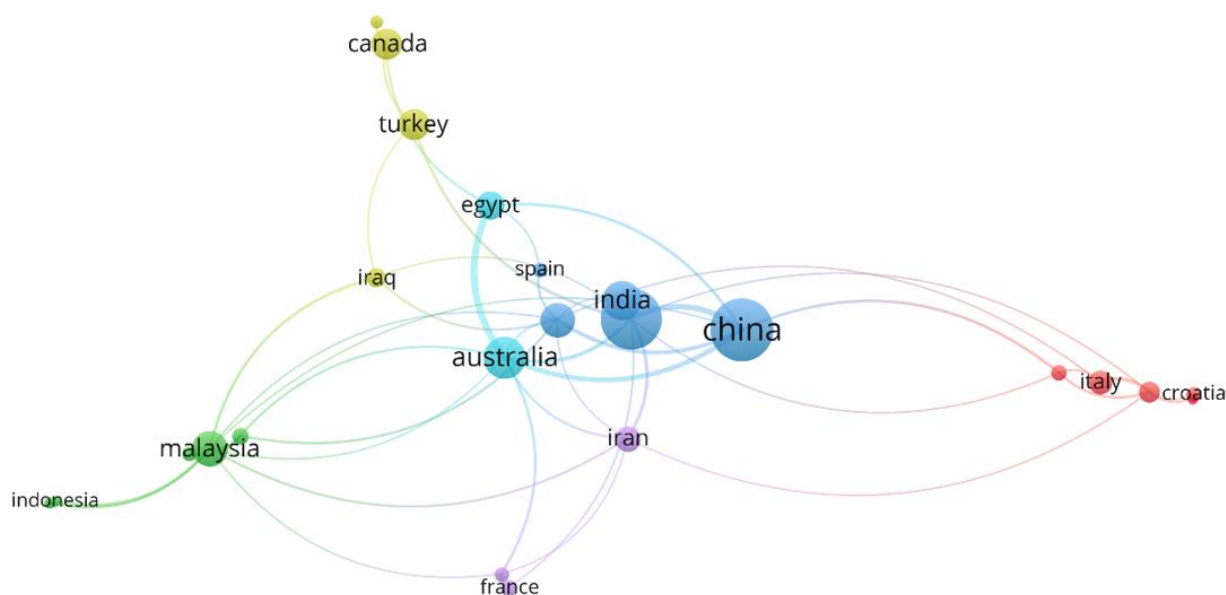 canada
turkey
egypt
spain
iraq
india
china
australia
italy
croatia
iran
malaysia
indonesia
france